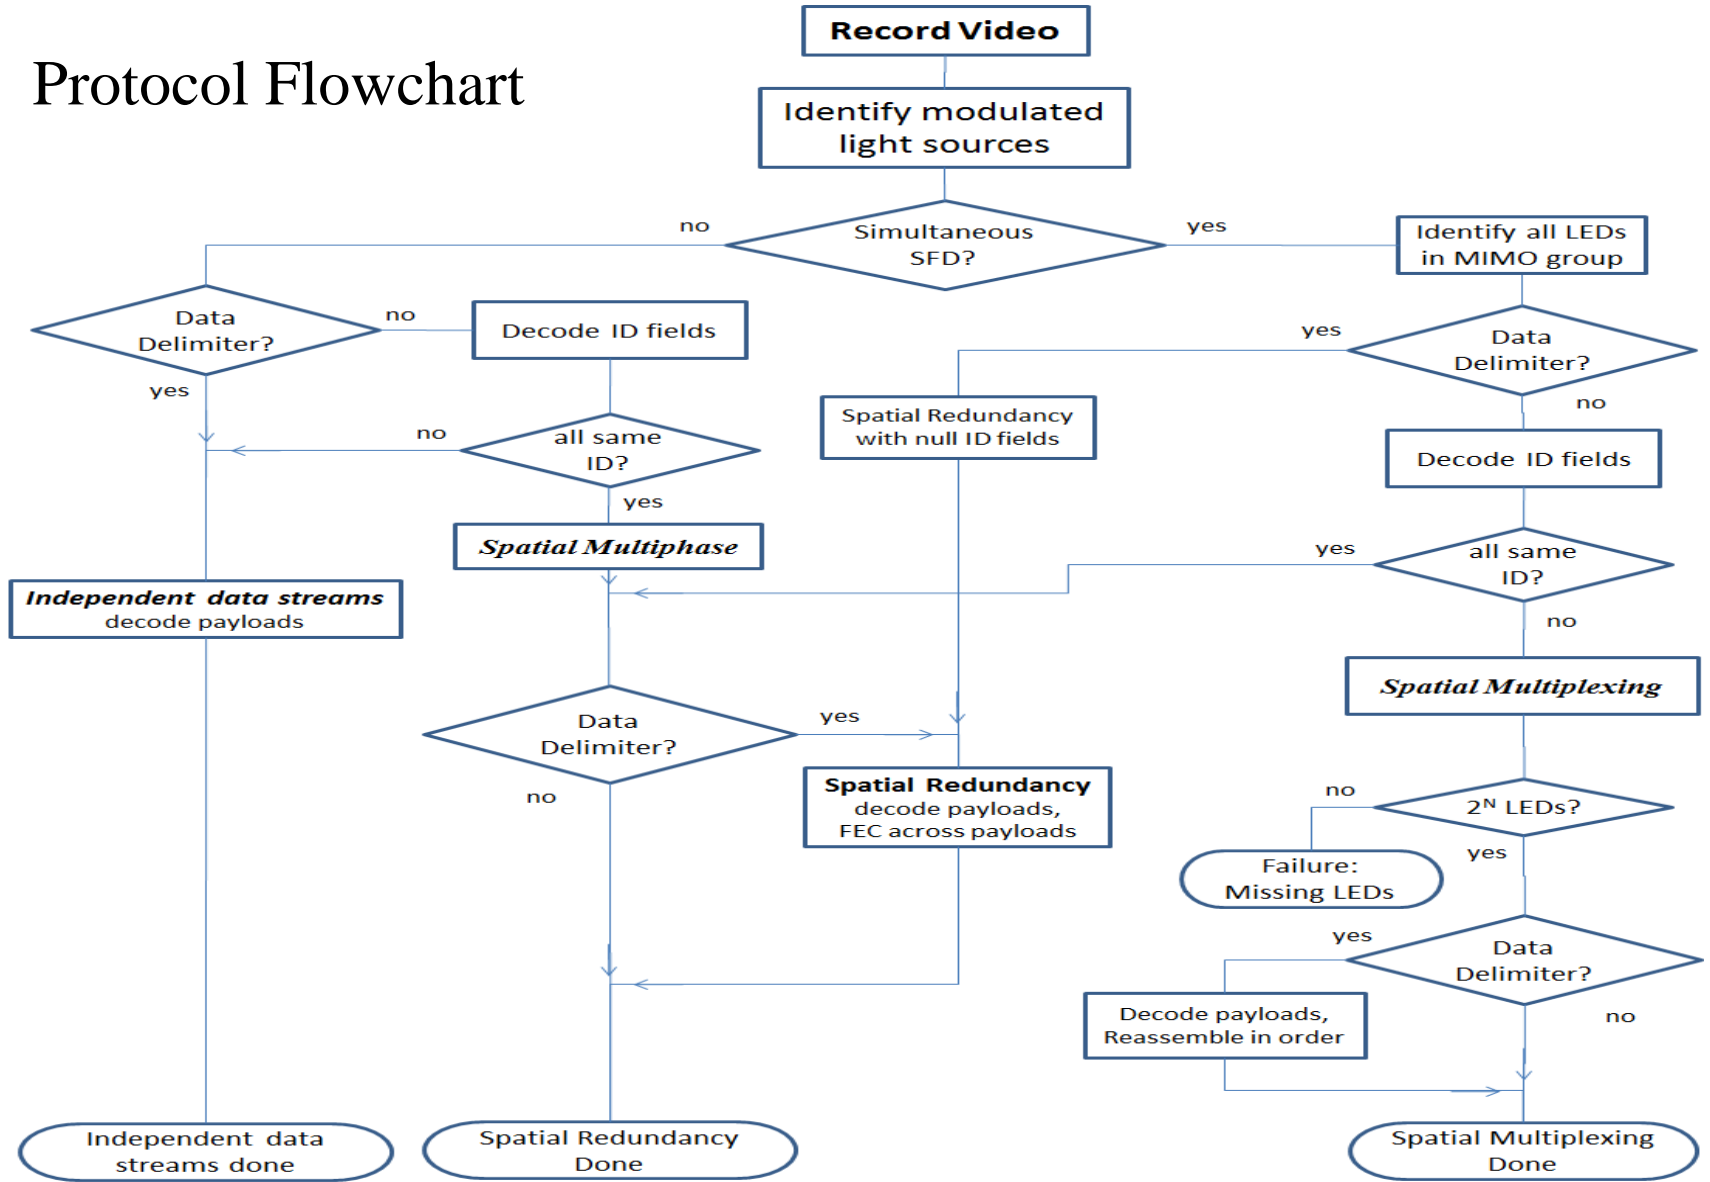 Protocol Flowchart
Record Video
Identify modulated
light sources
no
Simultaneous
SFD?
yes
Identify all LEDs
in MIMO group
Data
Delimiter?
no
Decode ID fields
yes
yes
Data
Delimiter?
no
Spatial Redundancy
with null ID fields
no
all same
ID?
yes
Decode ID fields
Spatial Multiphase
yes
all same
ID?
no
Independent data streams
decode payloads
Spatial Multiplexing
Data
Delimiter?
yes
no
Spatial Redundancy
decode payloads,
FEC across payloads
no
2ᴺ LEDs?
yes
Failure:
Missing LEDs
yes
Data
Delimiter?
no
Decode payloads,
Reassemble in order
Independent data
streams done
Spatial Redundancy
Done
Spatial Multiplexing
Done